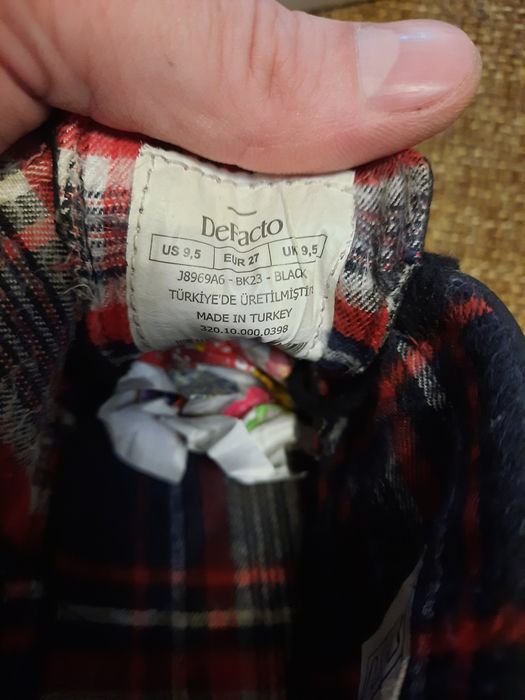 DeFacto
US 9,5 EUR 27 UK 9,5
J8969A6 - BK23 - BLACK
TÜRKİYE'DE ÜRETİLMİŞTİR
MADE IN TURKEY
320.10.000.0398